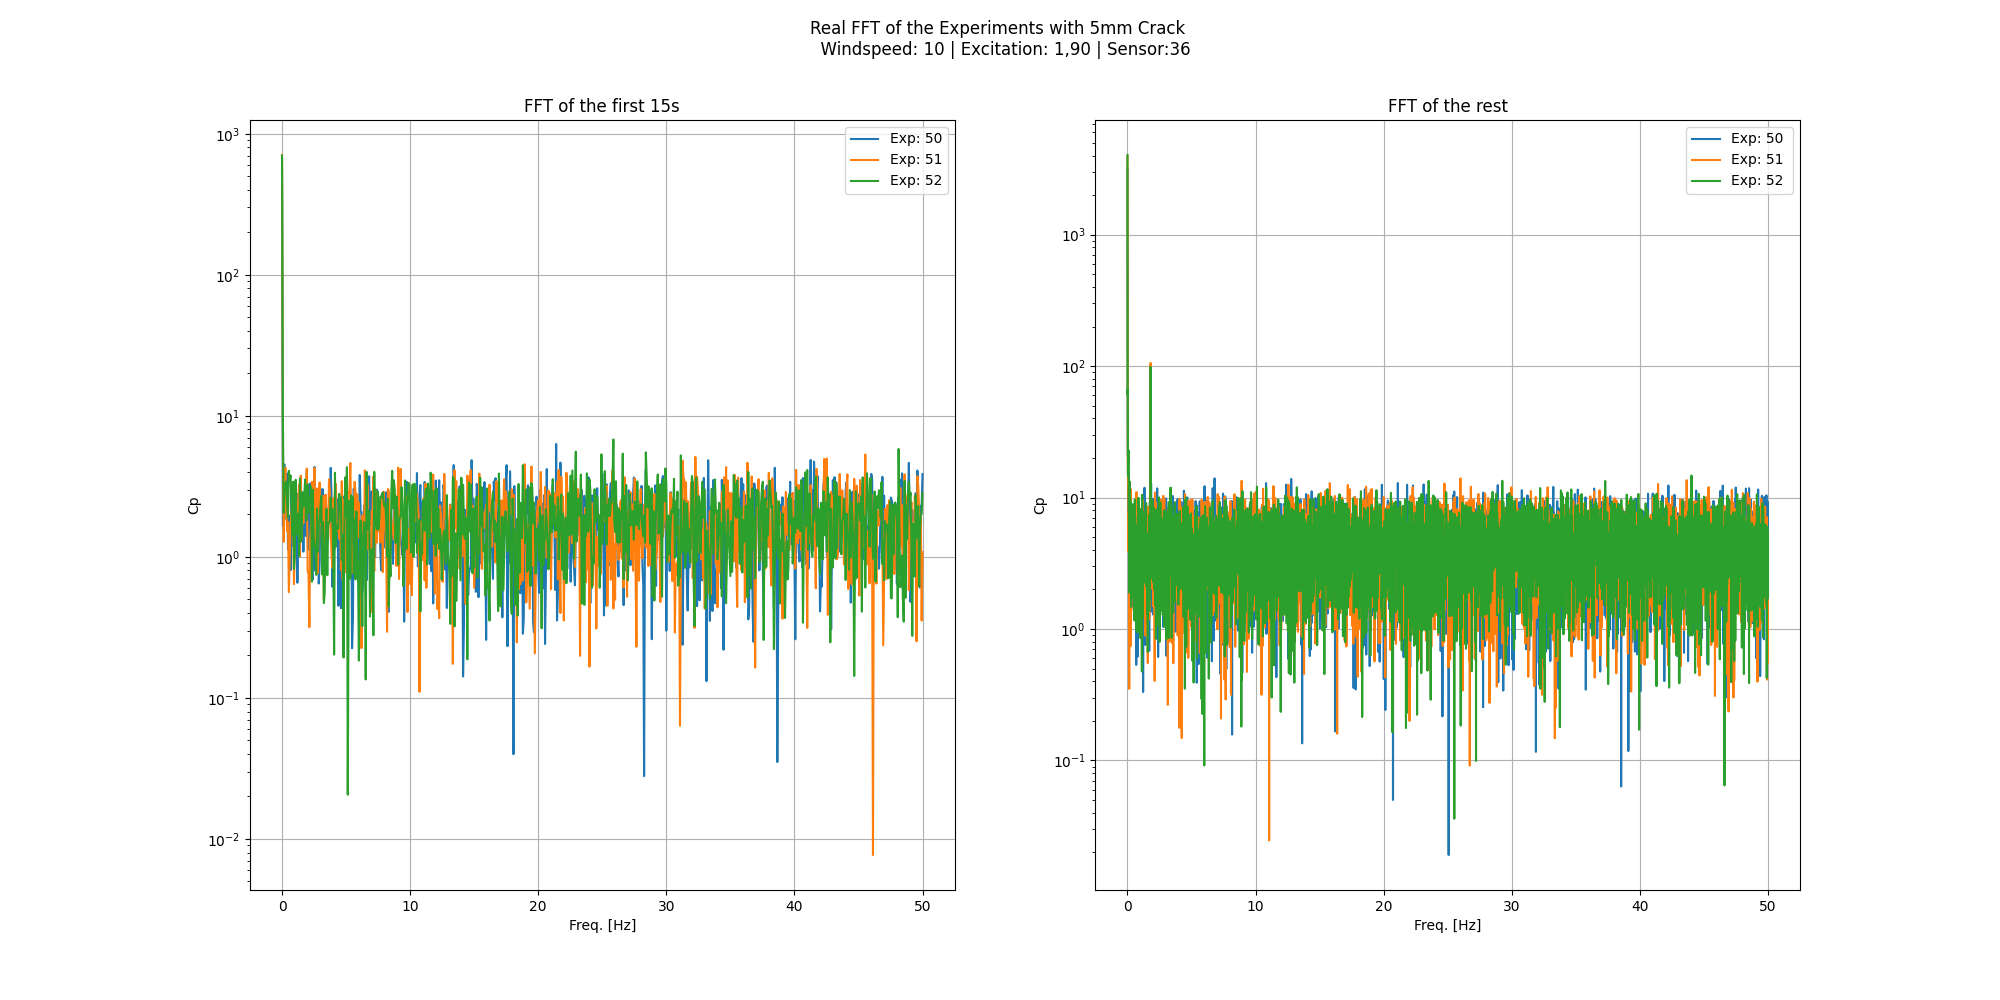 Real FFT of the Experiments with 5mm Crack
Windspeed: 10 | Excitation: 1,90 | Sensor:36
FFT of the first 15s
10³
10²
10¹
10⁰
10⁻¹
10⁻²
Cp
0 10 20 30 40 50
Freq. [Hz]
Exp: 50
Exp: 51
Exp: 52
FFT of the rest
10³
10²
10¹
10⁰
10⁻¹
Cp
0 10 20 30 40 50
Freq. [Hz]
Exp: 50
Exp: 51
Exp: 52